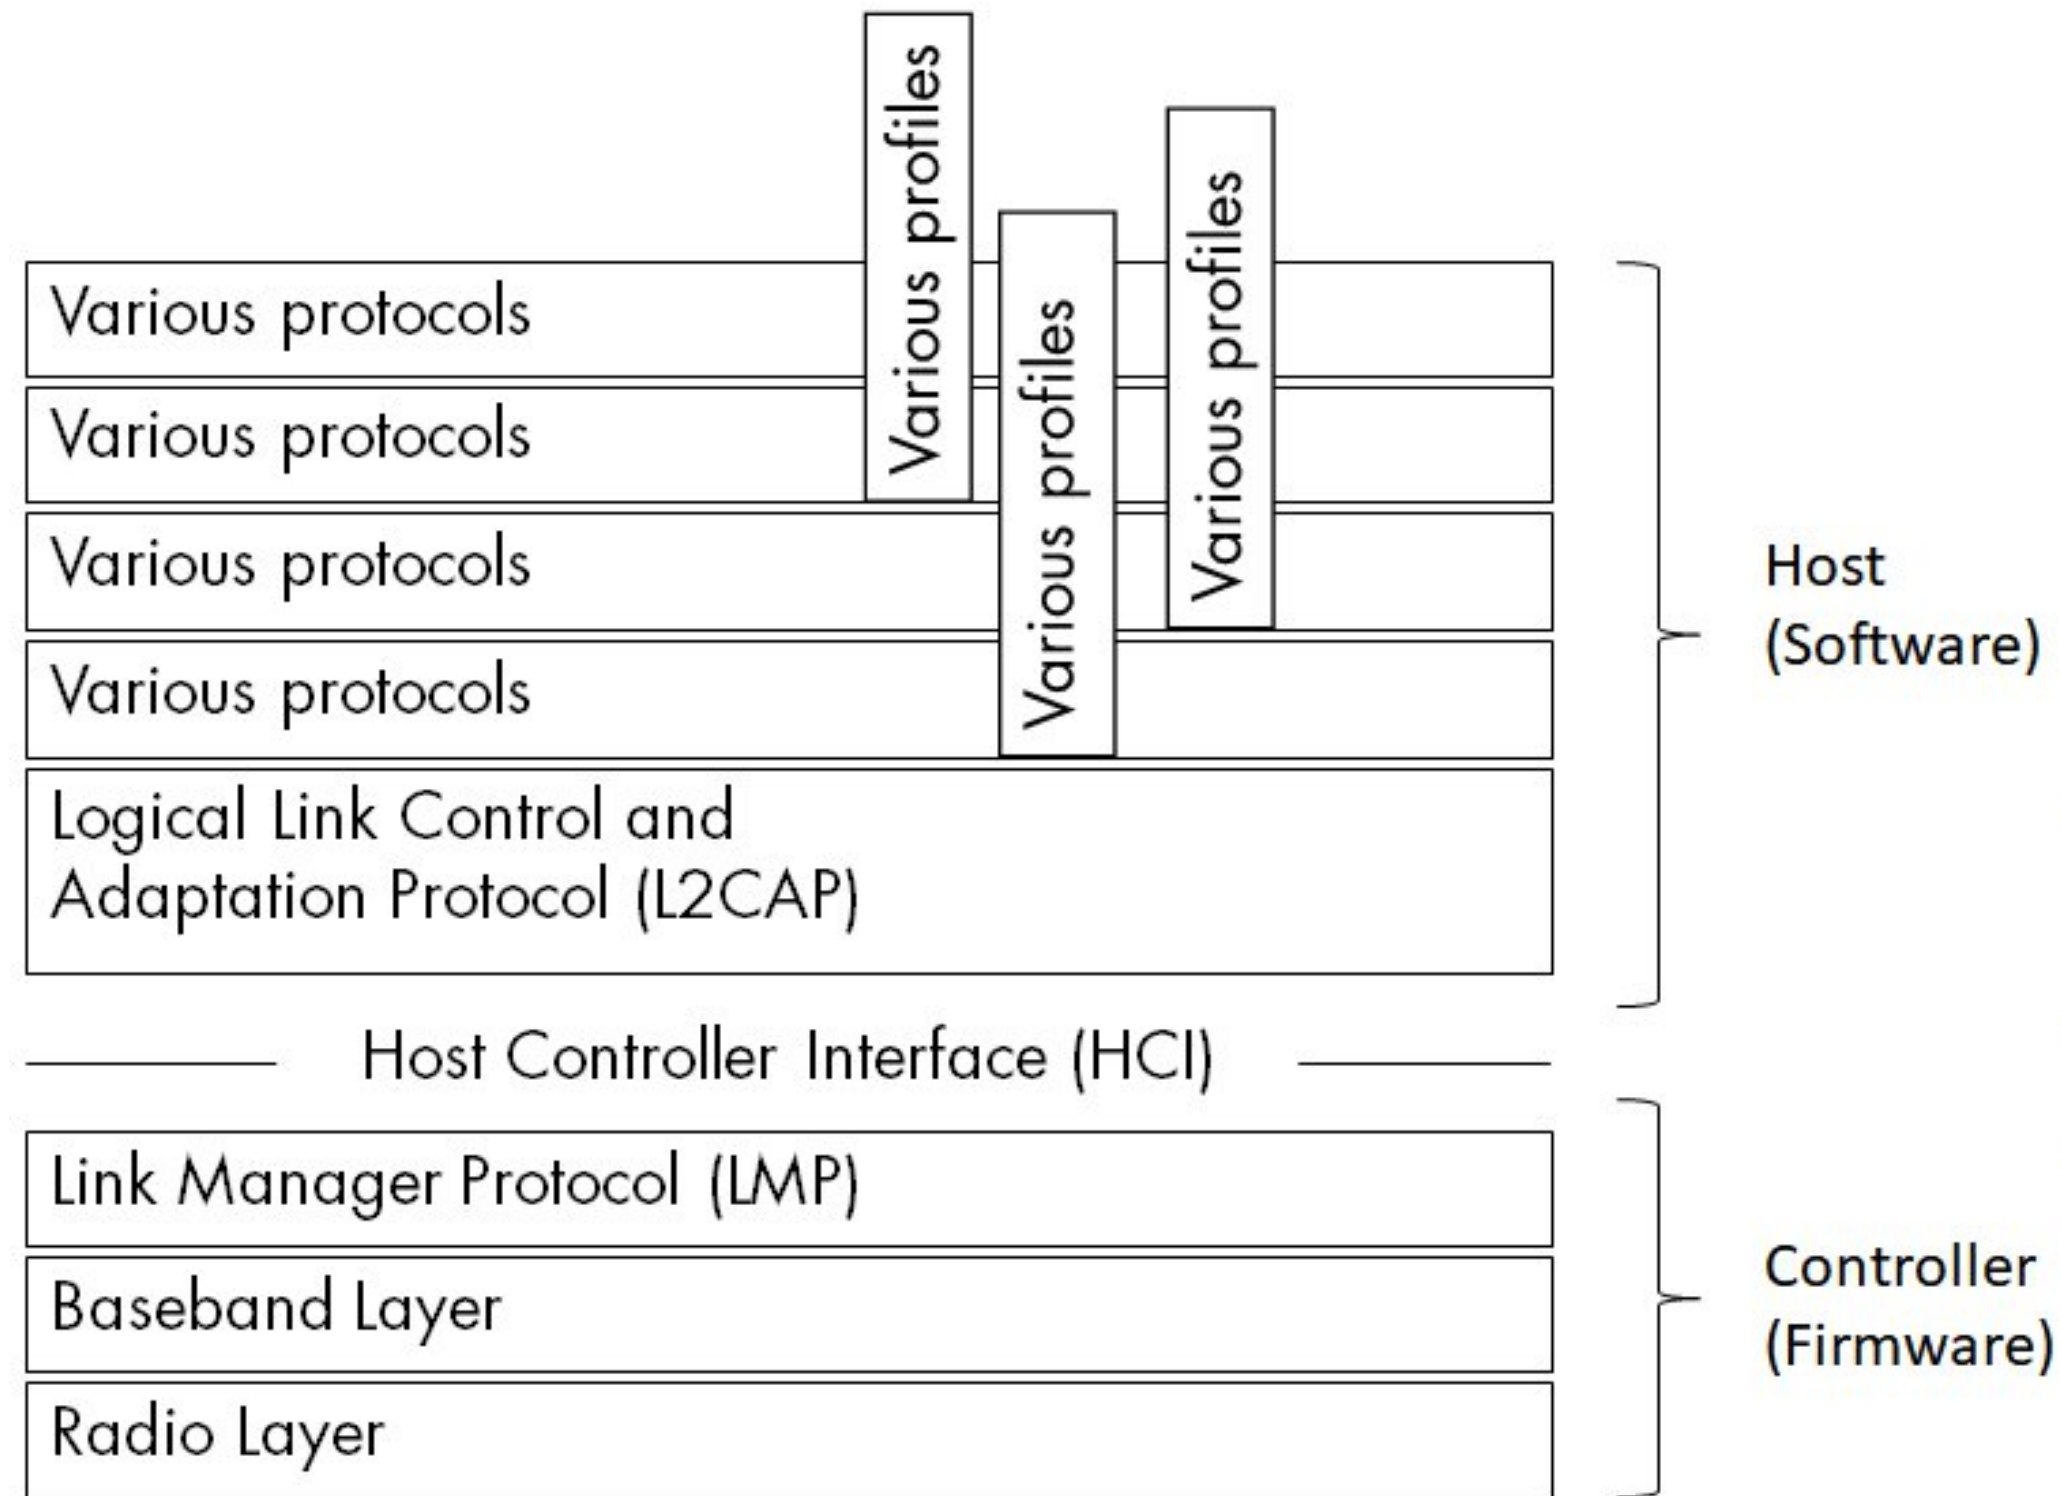 Various profiles
Various profiles
Various profiles
Various protocols
Various protocols
Various protocols
Various protocols
Logical Link Control and
Adaptation Protocol (L2CAP)
Host
(Software)
Host Controller Interface (HCI)
Link Manager Protocol (LMP)
Baseband Layer
Radio Layer
Controller
(Firmware)